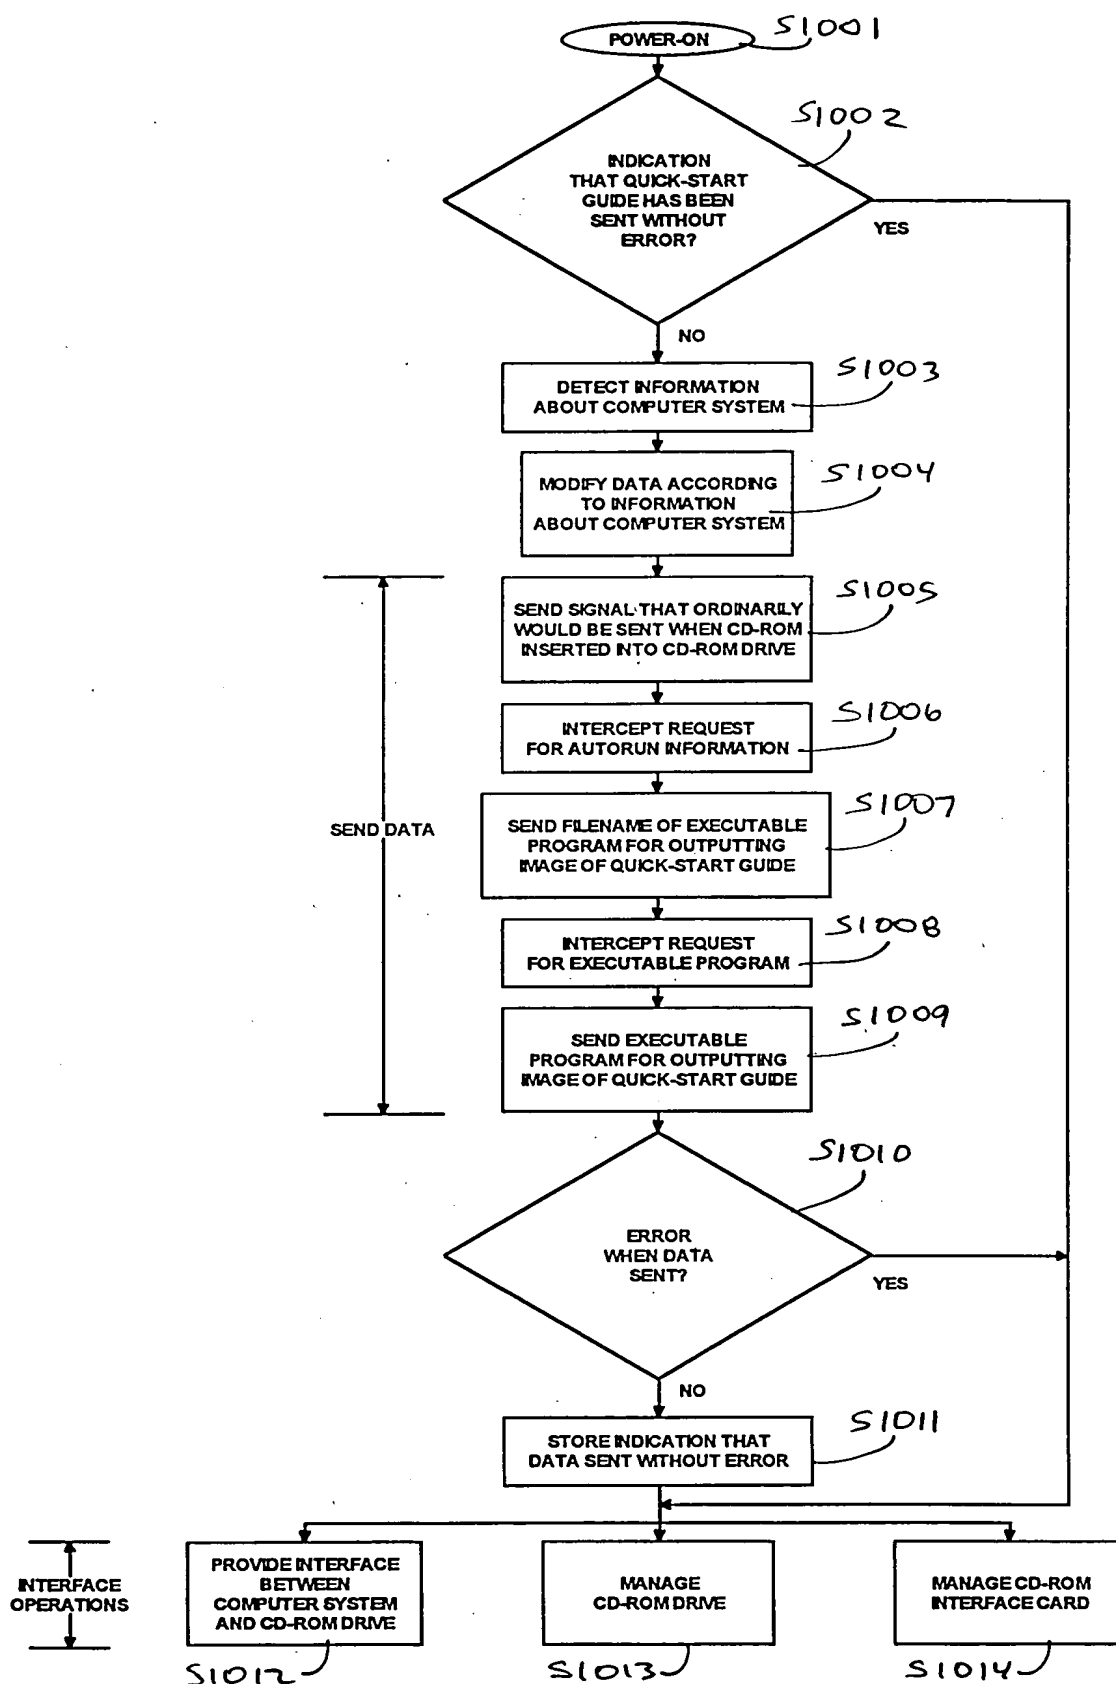 POWER-ON
S1001
S1002
INDICATION
THAT QUICK-START
GUIDE HAS BEEN
SENT WITHOUT
ERROR?
YES
NO
S1003
DETECT INFORMATION
ABOUT COMPUTER SYSTEM
S1004
MODIFY DATA ACCORDING
TO INFORMATION
ABOUT COMPUTER SYSTEM
S1005
SEND SIGNAL THAT ORDINARILY
WOULD BE SENT WHEN CD-ROM
INSERTED INTO CD-ROM DRIVE
S1006
INTERCEPT REQUEST
FOR AUTORUN INFORMATION
SEND DATA
S1007
SEND FILENAME OF EXECUTABLE
PROGRAM FOR OUTPUTTING
IMAGE OF QUICK-START GUIDE
S1008
INTERCEPT REQUEST
FOR EXECUTABLE PROGRAM
S1009
SEND EXECUTABLE
PROGRAM FOR OUTPUTTING
IMAGE OF QUICK-START GUIDE
S1010
ERROR
WHEN DATA
SENT?
YES
NO
S1011
STORE INDICATION THAT
DATA SENT WITHOUT ERROR
INTERFACE
OPERATIONS
PROVIDE INTERFACE
BETWEEN
COMPUTER SYSTEM
AND CD-ROM DRIVE
MANAGE
CD-ROM DRIVE
MANAGE CD-ROM
INTERFACE CARD
S1012
S1013
S1014